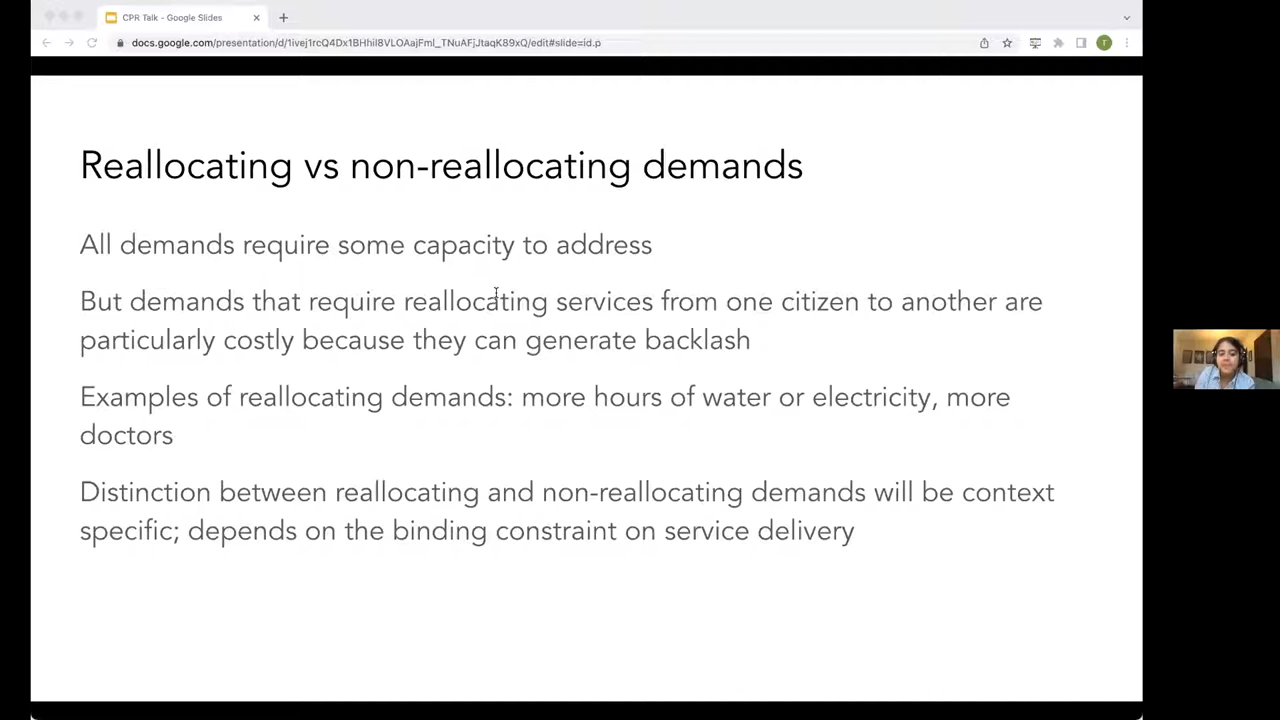 CPR Talk - Google Slides
docs.google.com/presentation/d/1ivej1rcQ4Dx1BHhiI8VLOAajFml_TNuAFjJtaqK89xQ/edit#slide=id.p
T
Reallocating vs non-reallocating demands
All demands require some capacity to address
But demands that require reallocating services from one citizen to another are
particularly costly because they can generate backlash
Examples of reallocating demands: more hours of water or electricity, more
doctors
Distinction between reallocating and non-reallocating demands will be context
specific; depends on the binding constraint on service delivery